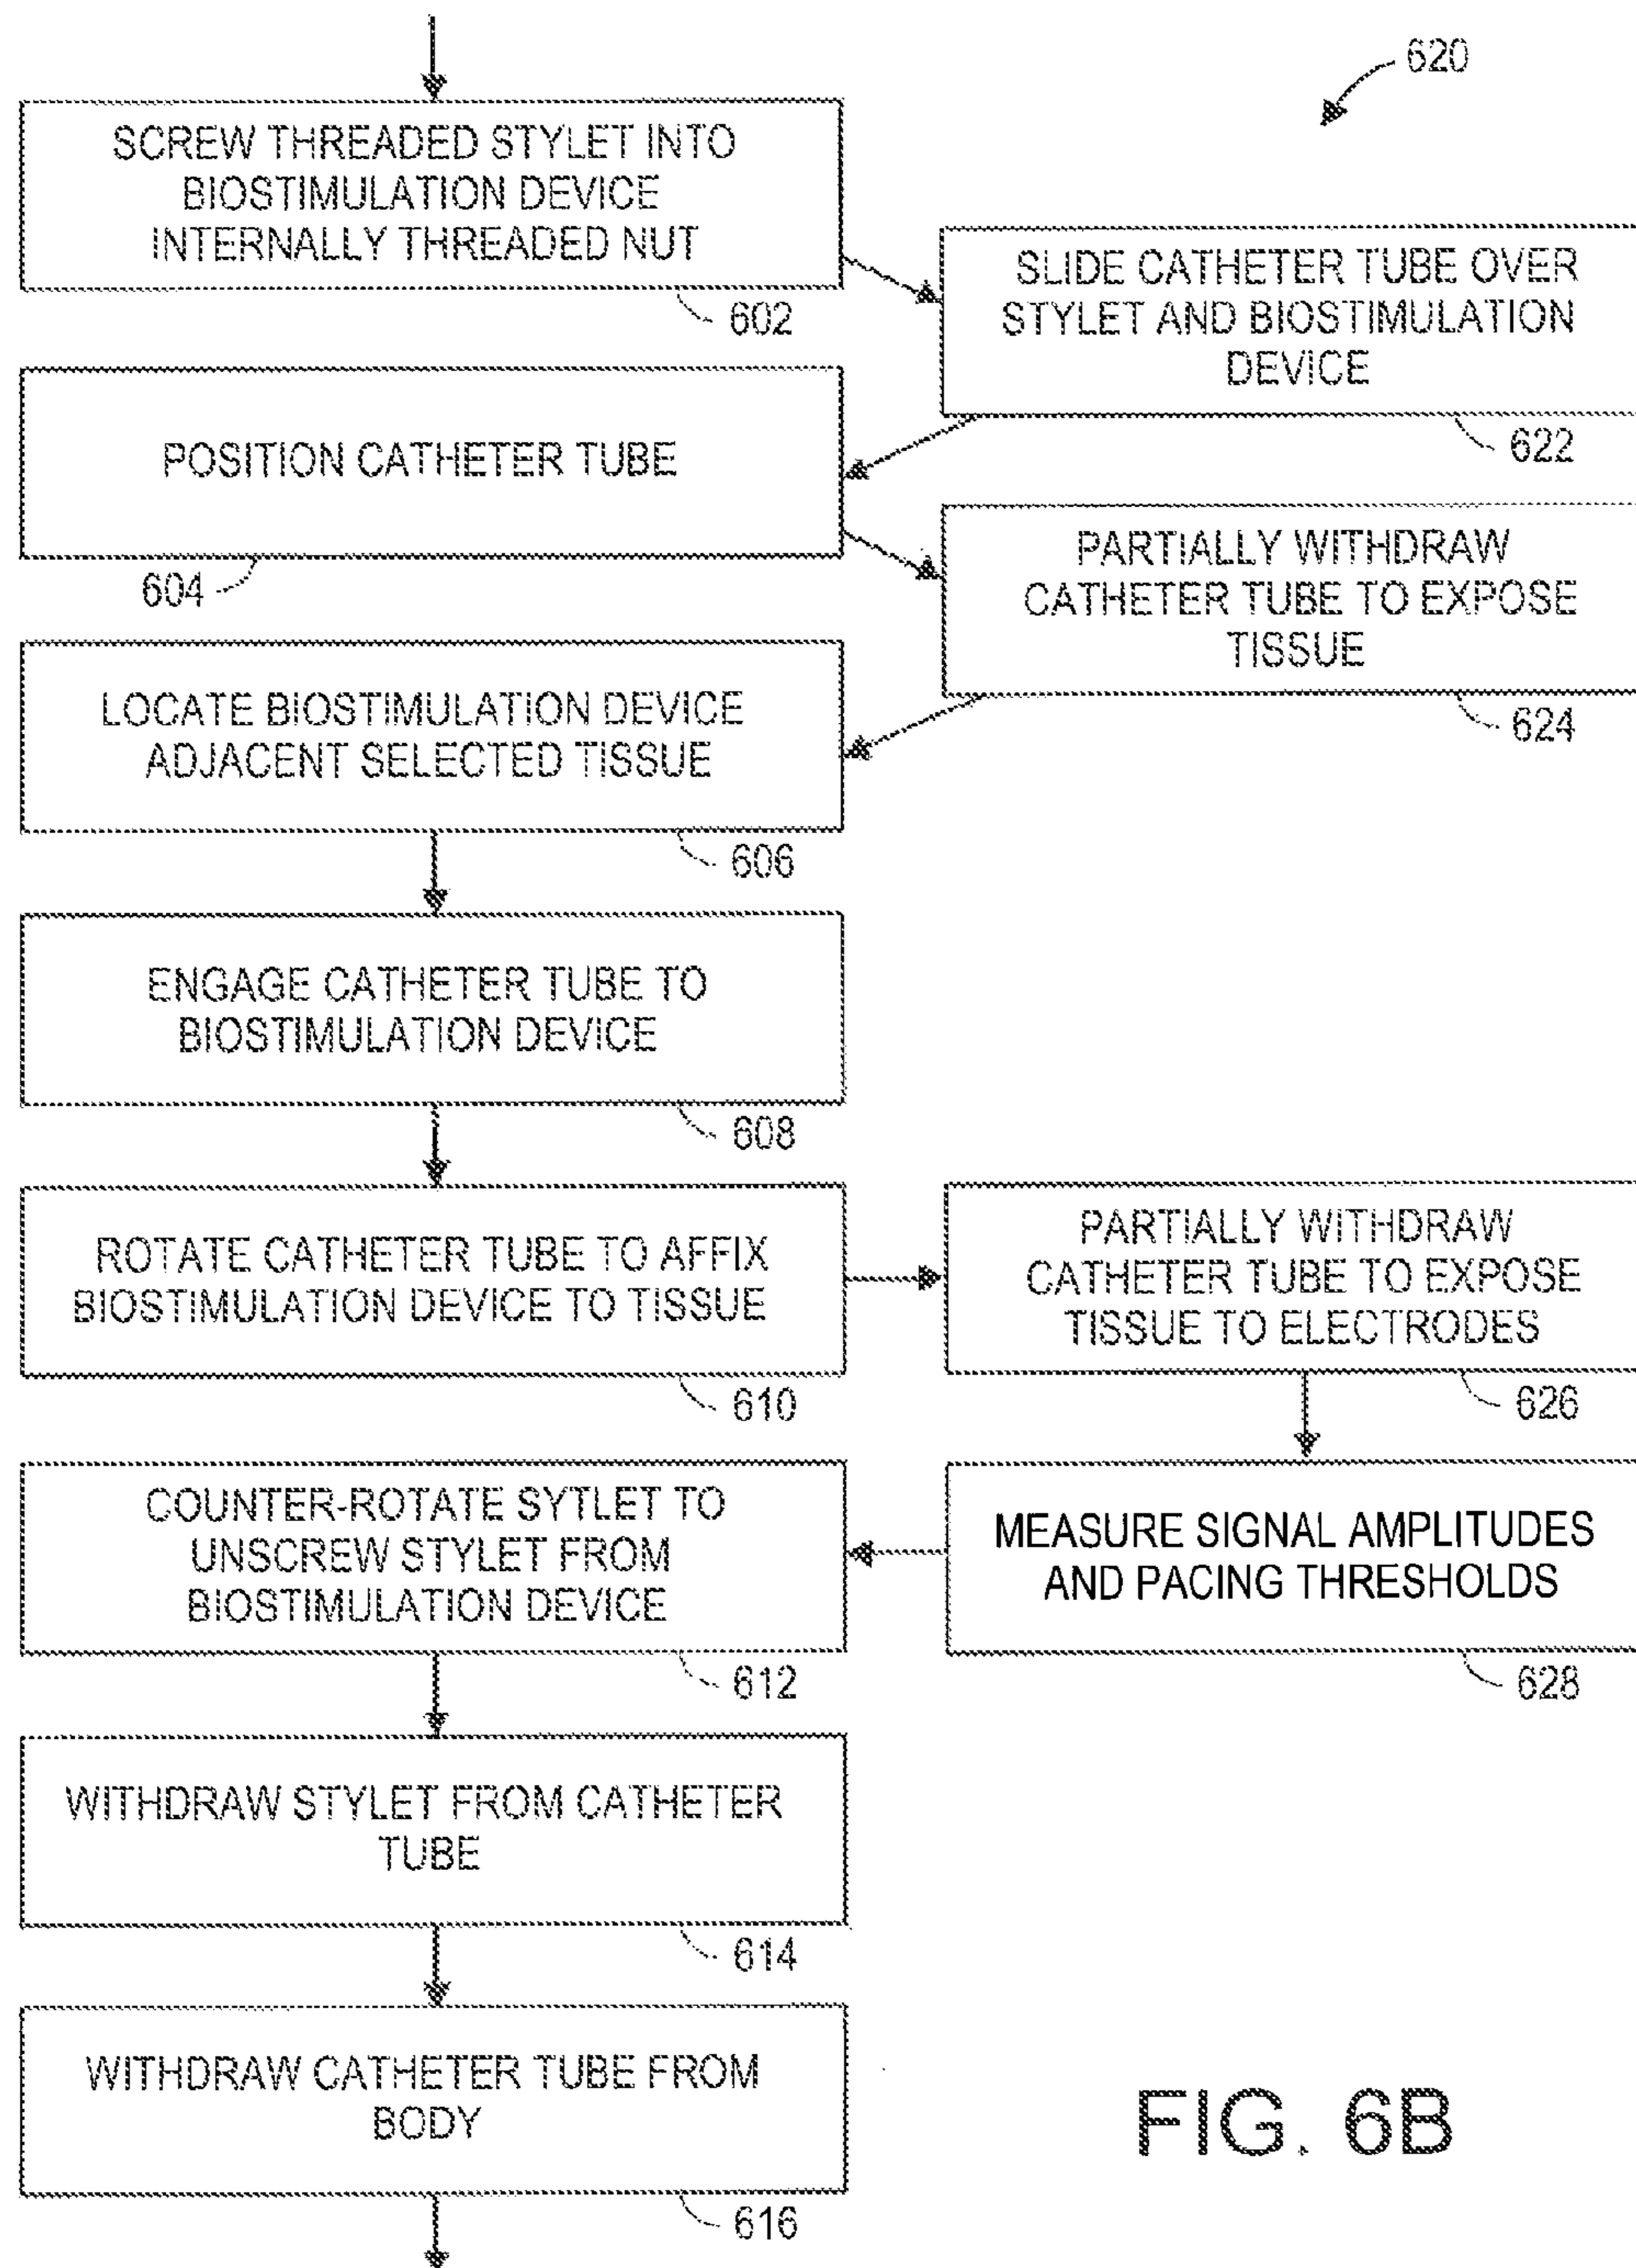 620
SCREW THREADED STYLET INTO
BIOSTIMULATION DEVICE
INTERNALLY THREADED NUT
602
SLIDE CATHETER TUBE OVER
STYLET AND BIOSTIMULATION
DEVICE
622
POSITION CATHETER TUBE
604
PARTIALLY WITHDRAW
CATHETER TUBE TO EXPOSE
TISSUE
624
LOCATE BIOSTIMULATION DEVICE
ADJACENT SELECTED TISSUE
606
ENGAGE CATHETER TUBE TO
BIOSTIMULATION DEVICE
608
ROTATE CATHETER TUBE TO AFFIX
BIOSTIMULATION DEVICE TO TISSUE
610
PARTIALLY WITHDRAW
CATHETER TUBE TO EXPOSE
TISSUE TO ELECTRODES
626
MEASURE SIGNAL AMPLITUDES
AND PACING THRESHOLDS
628
COUNTER-ROTATE SYTLET TO
UNSCREW STYLET FROM
BIOSTIMULATION DEVICE
612
WITHDRAW STYLET FROM CATHETER
TUBE
614
WITHDRAW CATHETER TUBE FROM
BODY
616
FIG. 6B